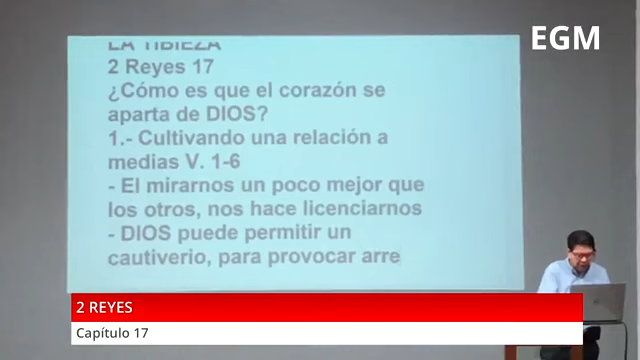 EGM
LA TIBIEZA
2 Reyes 17
¿Cómo es que el corazón se
aparta de DIOS?
1.- Cultivando una relación a
medias V. 1-6
- El mirarnos un poco mejor que
los otros, nos hace licenciarnos
- DIOS puede permitir un
cautiverio, para provocar arre
2 REYES
Capítulo 17